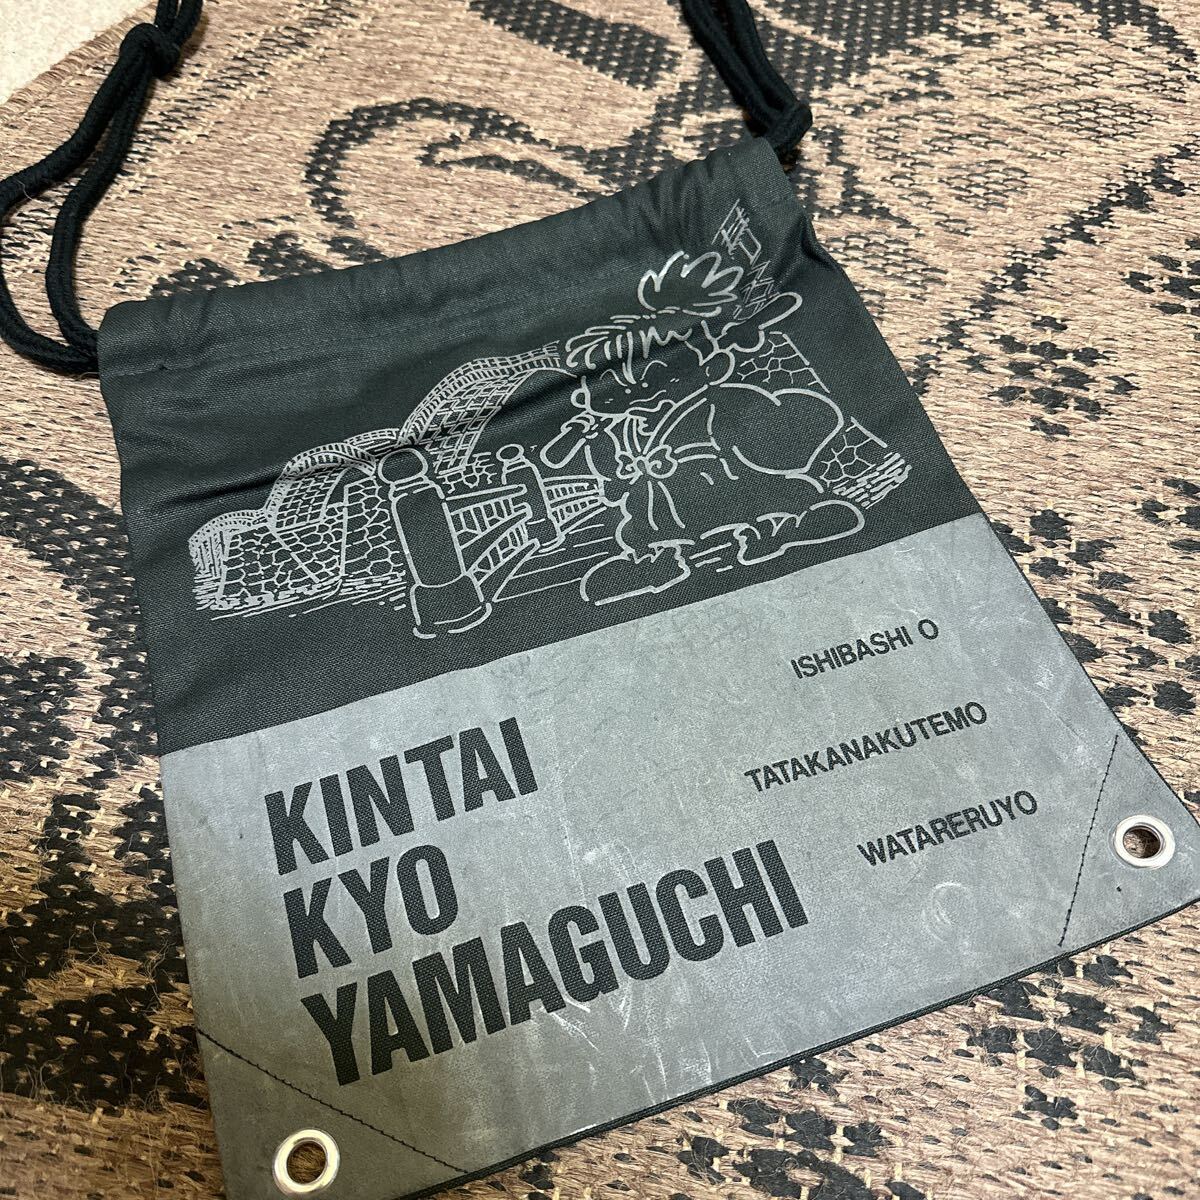 KINTAI
KYO
YAMAGUCHI
ISHIBASHI O
TATAKANAKUTEMO
WATARERUYO